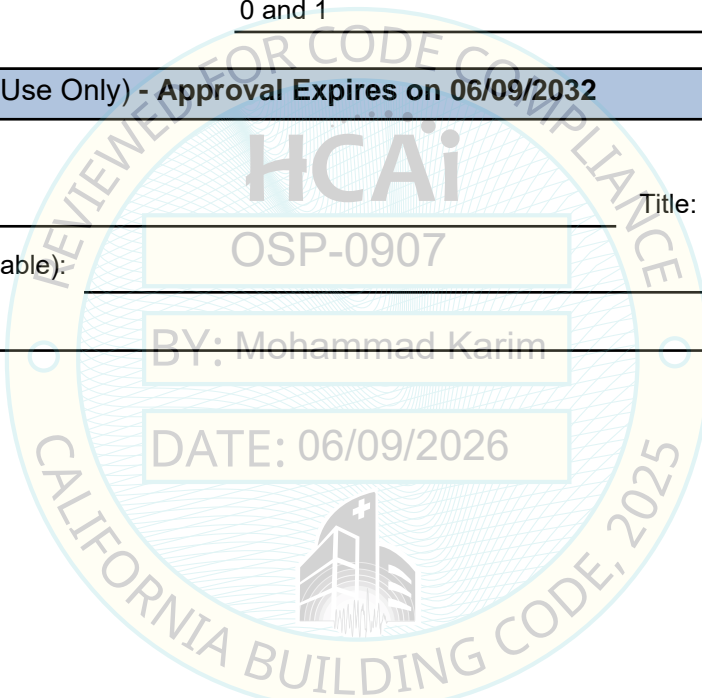 0 and 1
Use Only) - Approval Expires on 06/09/2032
REVIEWED FOR CODE COMPLIANCE
HCAi
Title:
OSP-0907
able):
BY: Mohammad Karim
DATE: 06/09/2026
CALIFORNIA BUILDING CODE, 2025